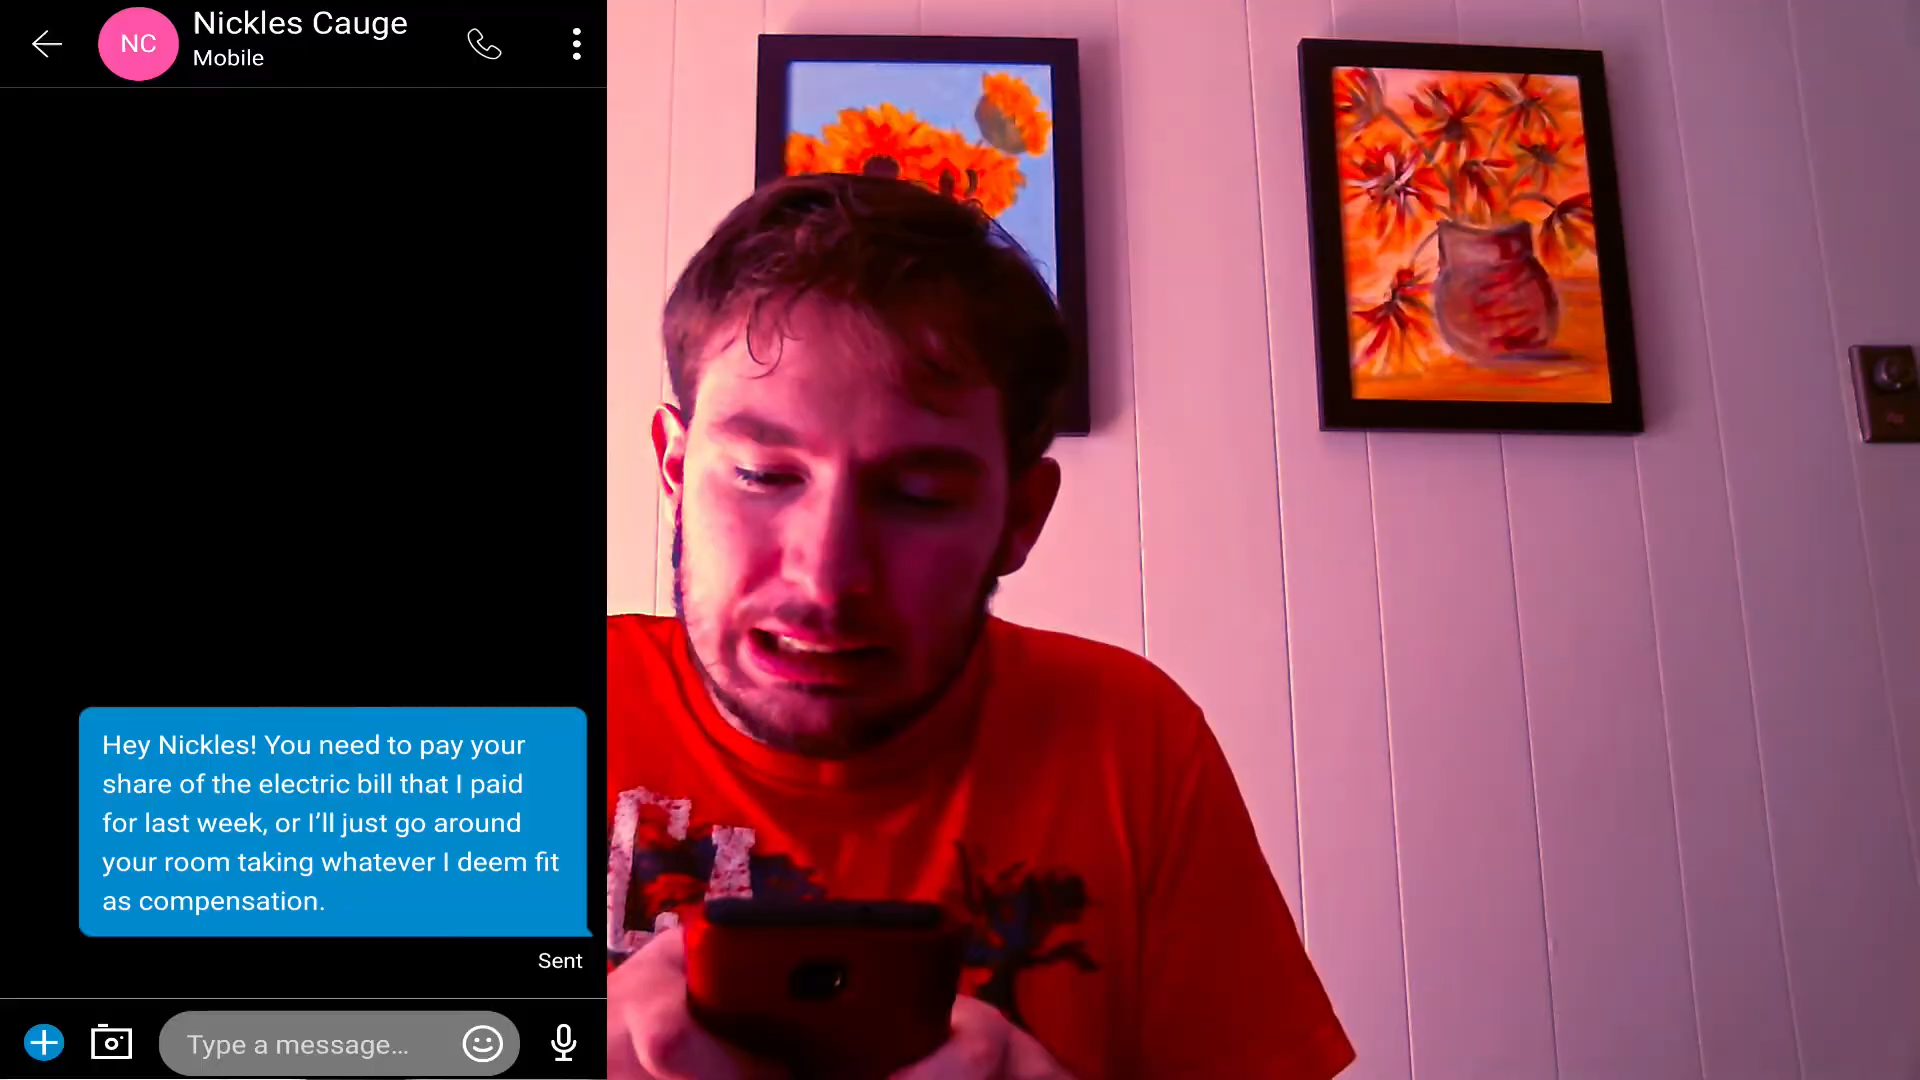 NC
Nickles Cauge
Mobile
Hey Nickles! You need to pay your
share of the electric bill that I paid
for last week, or I’ll just go around
your room taking whatever I deem fit
as compensation.
Sent
Type a message...